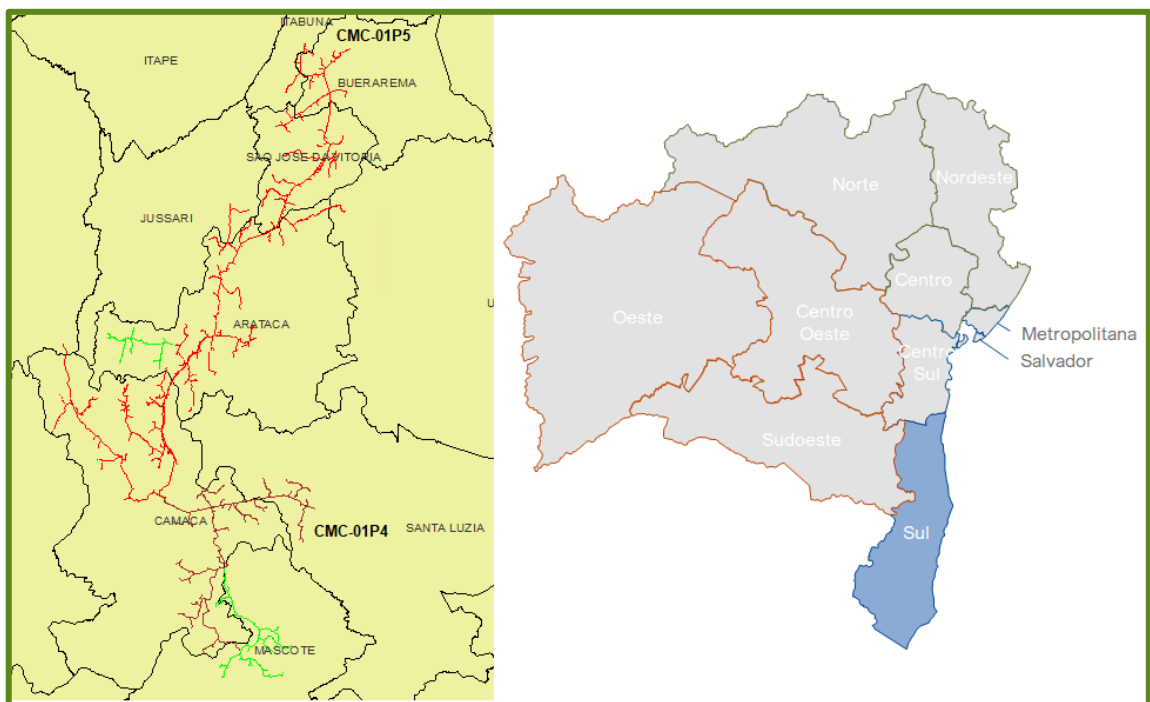 ITABUNA
CMC-01P5
ITAPE
BUERAREMA
SAO JOSE DA VITORIA
JUSSARI
U
ARATACA
CAMACA
CMC-01P4
SANTA LUZIA
MASCOTE
Norte
Nordeste
Centro
Oeste
Centro
Oeste
Metropolitana
Centro
Sul
Salvador
Sudoeste
Sul